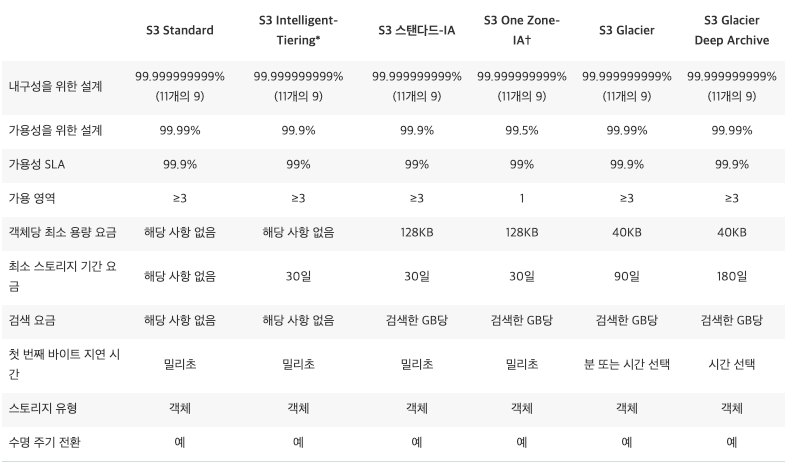 S3 Standard S3 Intelligent-Tiering* S3 스탠다드-IA S3 One Zone-IA† S3 Glacier S3 Glacier Deep Archive
내구성을 위한 설계 99.999999999% (11개의 9) 99.999999999% (11개의 9) 99.999999999% (11개의 9) 99.999999999% (11개의 9) 99.999999999% (11개의 9) 99.999999999% (11개의 9)
가용성을 위한 설계 99.99% 99.9% 99.9% 99.5% 99.99% 99.99%
가용성 SLA 99.9% 99% 99% 99% 99.9% 99.9%
가용 영역 ≥3 ≥3 ≥3 1 ≥3 ≥3
객체당 최소 용량 요금 해당 사항 없음 해당 사항 없음 128KB 128KB 40KB 40KB
최소 스토리지 기간 요금 해당 사항 없음 30일 30일 30일 90일 180일
검색 요금 해당 사항 없음 해당 사항 없음 검색한 GB당 검색한 GB당 검색한 GB당 검색한 GB당
첫 번째 바이트 지연 시간 밀리초 밀리초 밀리초 밀리초 분 또는 시간 선택 시간 선택
스토리지 유형 객체 객체 객체 객체 객체 객체
수명 주기 전환 예 예 예 예 예 예